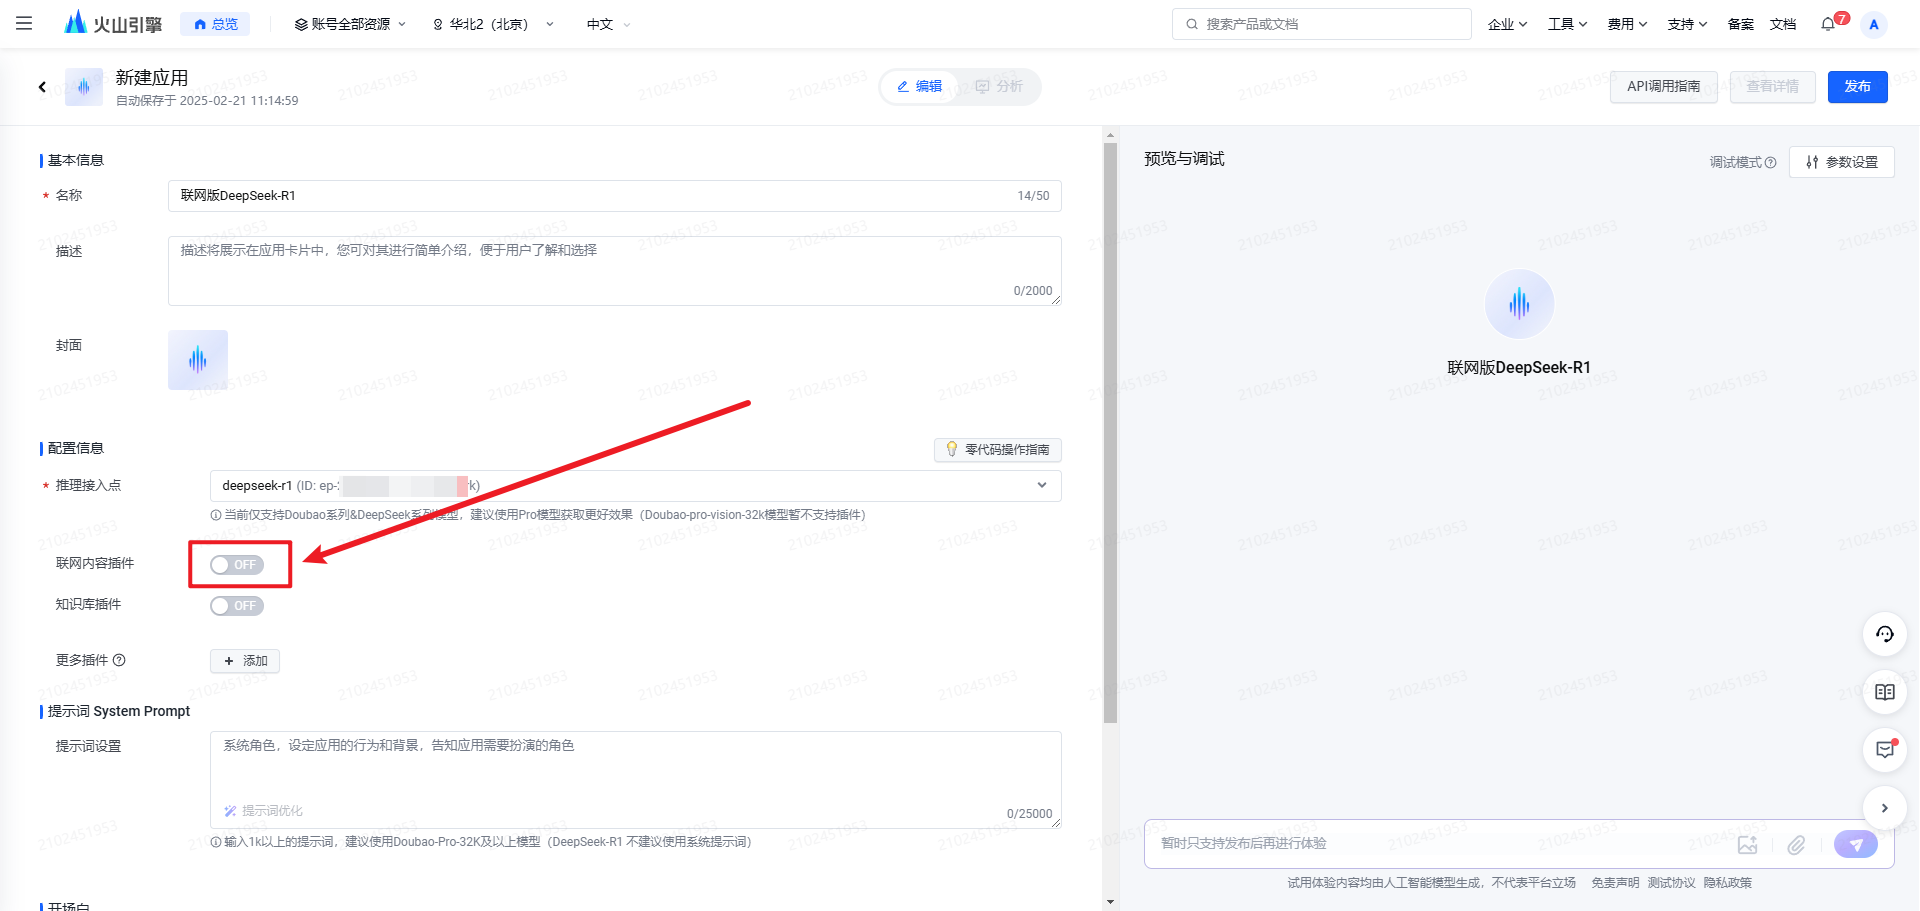 火山引擎
总览
账号全部资源
华北2（北京）
中文
搜索产品或文档
企业
工具
费用
支持
备案
文档
7
A
新建应用
自动保存于 2025-02-21 11:14:59
编辑
分析
API调用指南
查看详情
发布
基本信息
* 名称
联网版DeepSeek-R1
14/50
描述
描述将展示在应用卡片中，您可对其进行简单介绍，便于用户了解和选择
0/2000
封面
配置信息
零代码操作指南
* 推理接入点
deepseek-r1 (ID: ep-
k)
当前仅支持Doubao系列&DeepSeek系列模型，建议使用Pro模型获取更好效果（Doubao-pro-vision-32k模型暂不支持插件）
联网内容插件
OFF
知识库插件
OFF
更多插件
+ 添加
提示词 System Prompt
提示词设置
系统角色，设定应用的行为和背景，告知应用需要扮演的角色
提示词优化
0/25000
输入1k以上的提示词，建议使用Doubao-Pro-32K及以上模型（DeepSeek-R1 不建议使用系统提示词）
开场白
预览与调试
调试模式
参数设置
联网版DeepSeek-R1
暂时只支持发布后再进行体验
试用体验内容均由人工智能模型生成，不代表平台立场
免责声明
测试协议
隐私政策
2102451953